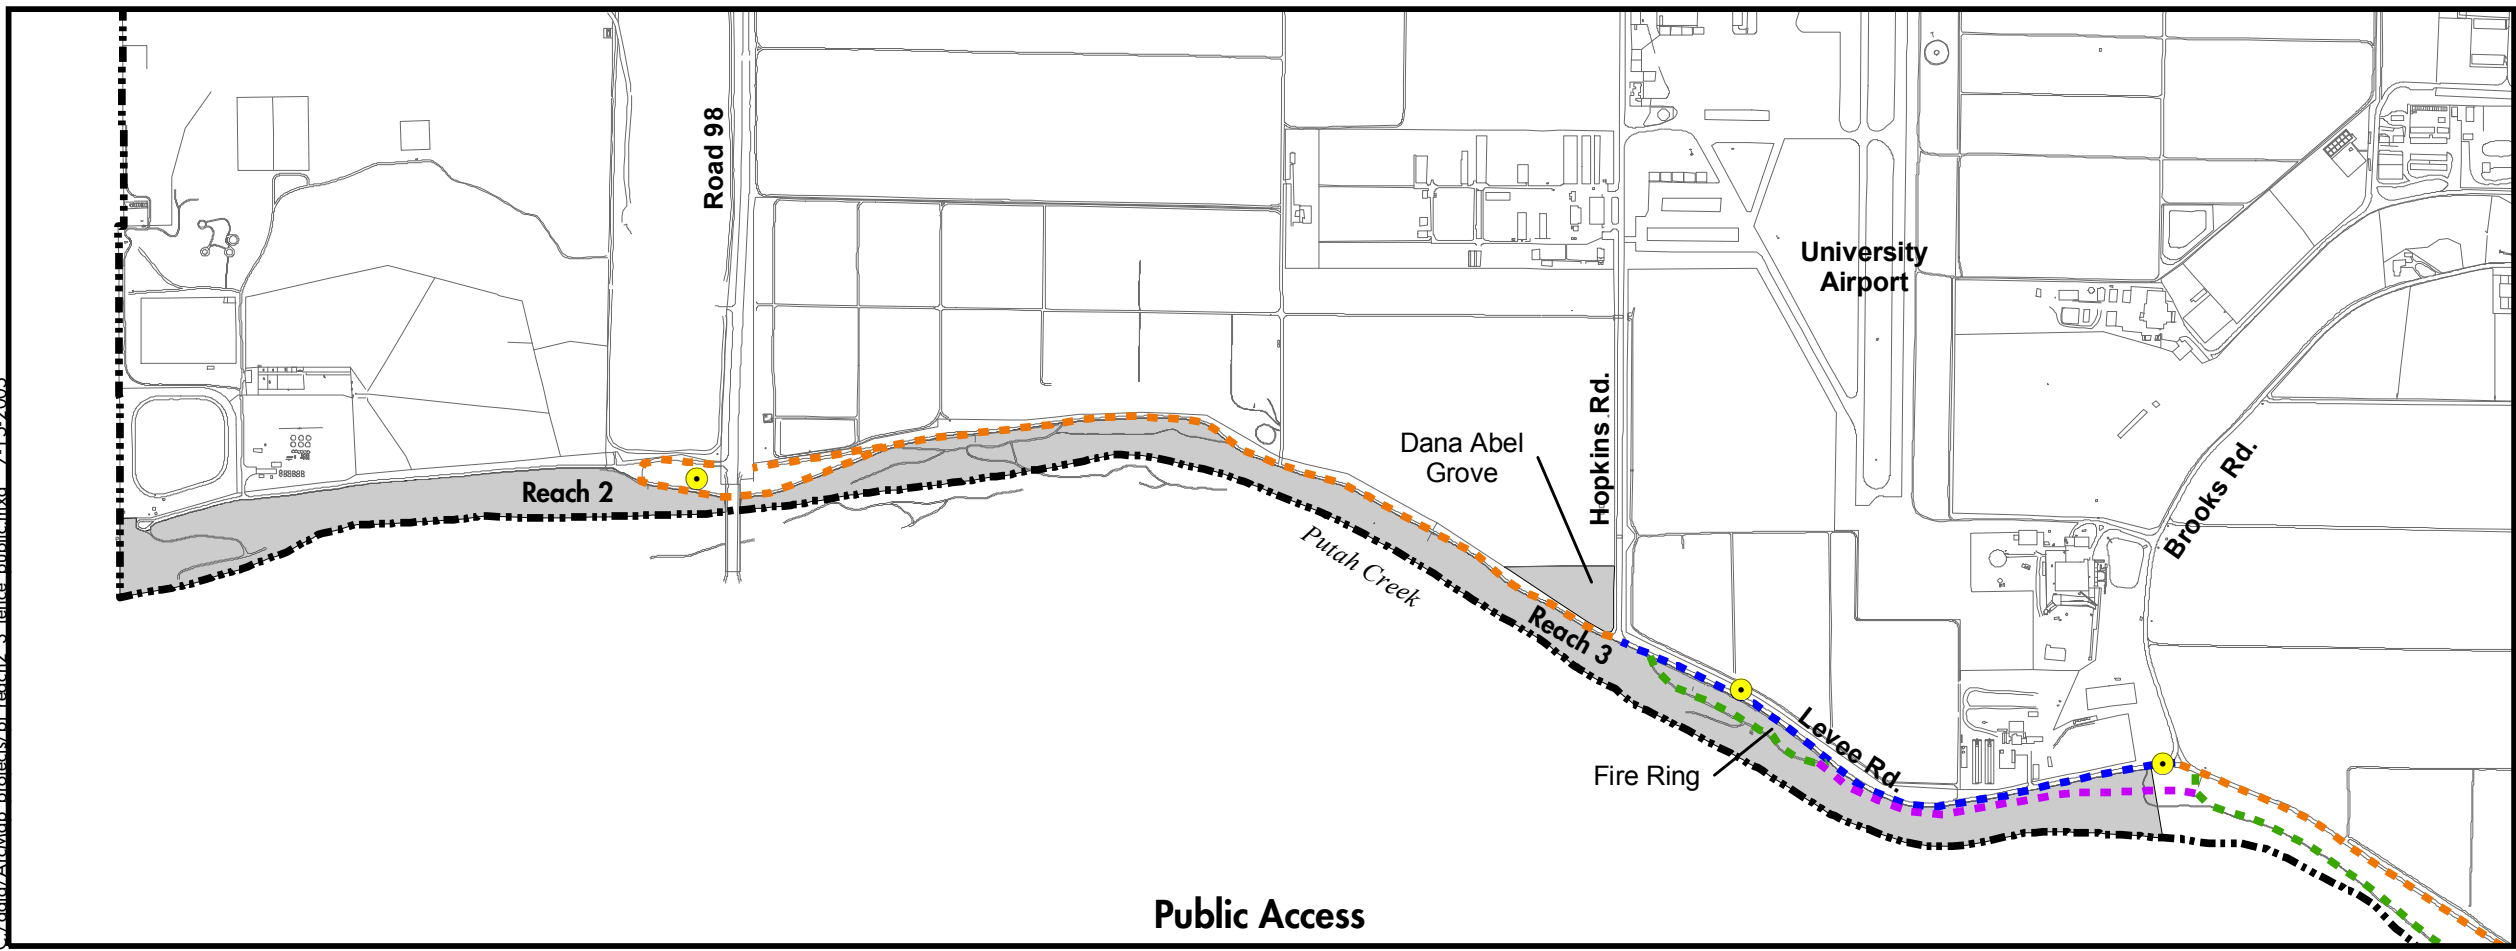 Road 98
University
Airport
Hopkins Rd.
Dana Abel
Grove
Brooks Rd.
Reach 2
Putah Creek
Reach 3
Levee Rd.
Fire Ring
Public Access